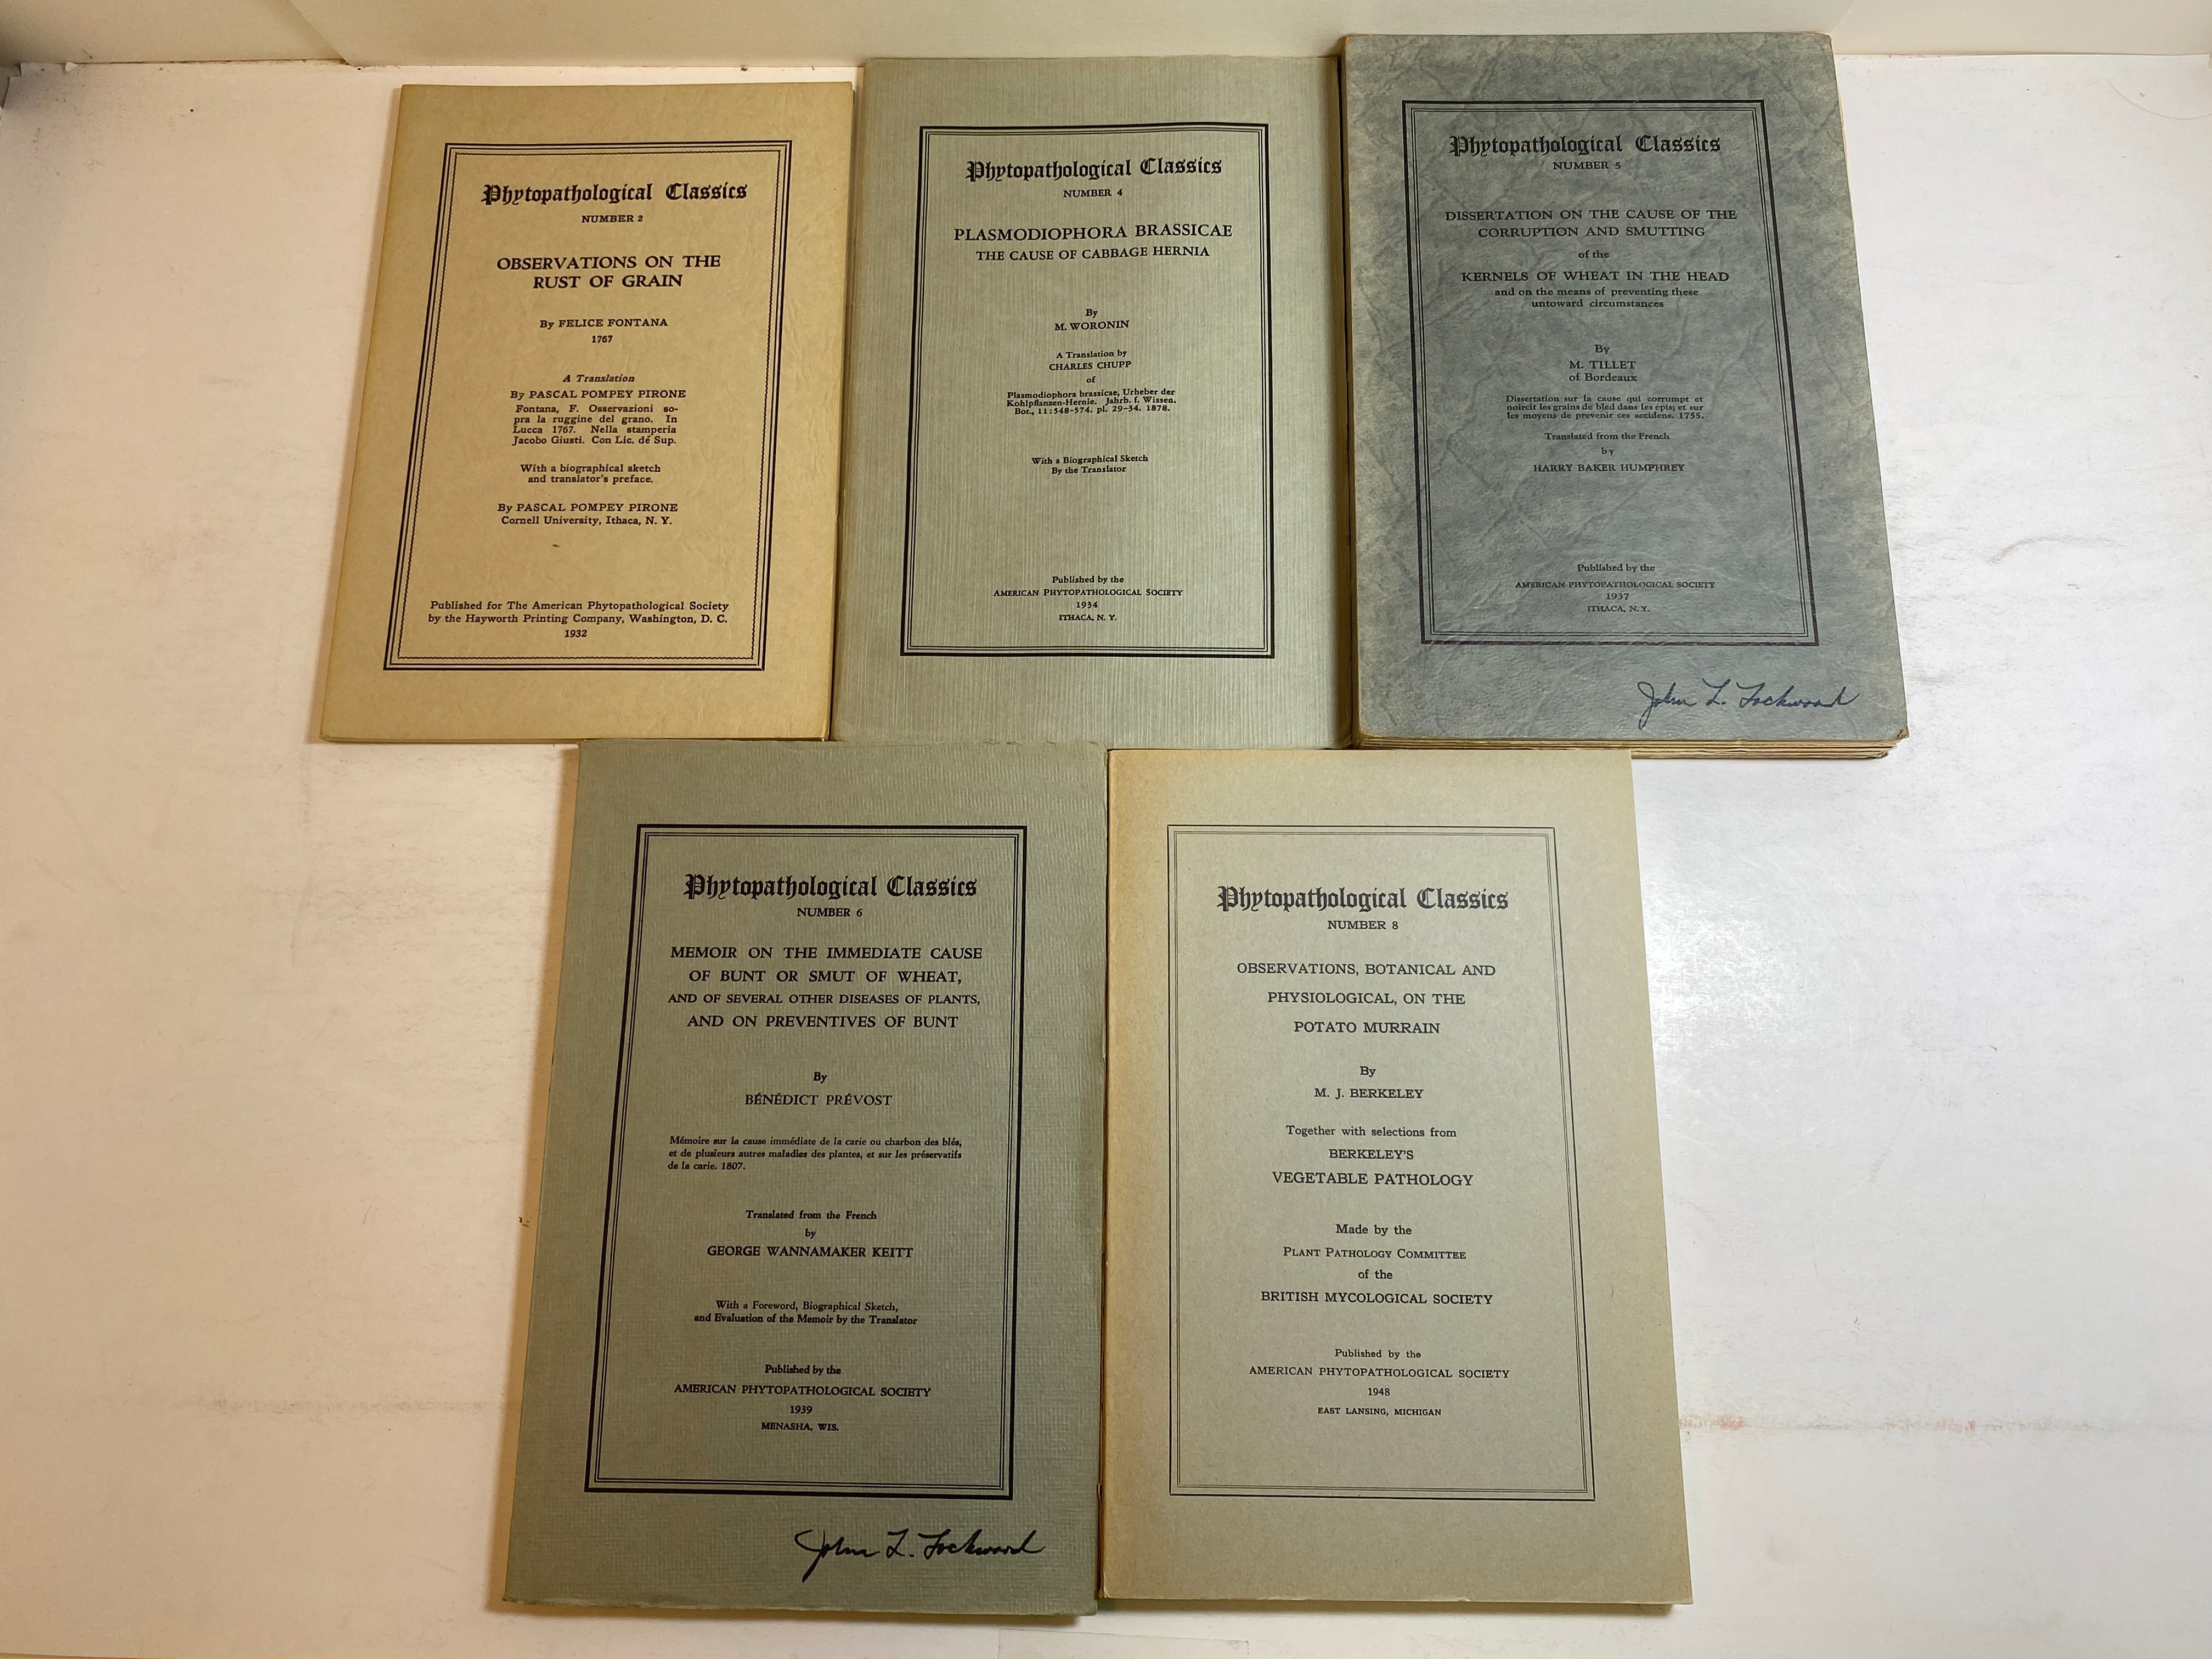 Phytopathological Classics
NUMBER 2
OBSERVATIONS ON THE
RUST OF GRAIN
By FELICE FONTANA
1767
A Translation
By PASCAL POMPEY PIRONE
Fontana, F. Osservazioni so-
pra la ruggine del grano. In
Lucca 1767. Nella stamperia
Jacobo Giusti. Con Lic. de Sup.
With a biographical sketch
and translator's preface.
By PASCAL POMPEY PIRONE
Cornell University, Ithaca, N. Y.
Published for The American Phytopathological Society
by the Hayworth Printing Company, Washington, D. C.
1932
Phytopathological Classics
NUMBER 4
PLASMODIOPHORA BRASSICAE
THE CAUSE OF CABBAGE HERNIA
By
M. WORONIN
A Translation by
CHARLES CHUPP
of
Plasmodiophora brassicae, Urheber der
Kohlpflanzen-Hernie. Jahrb. f. Wissen.
Bot., 11:548-574. pl. 29-34. 1878.
With a Biographical Sketch
By the Translator
Published by the
AMERICAN PHYTOPATHOLOGICAL SOCIETY
1934
ITHACA, N. Y.
Phytopathological Classics
NUMBER 5
DISSERTATION ON THE CAUSE OF THE
CORRUPTION AND SMUTTING
of the
KERNELS OF WHEAT IN THE HEAD
and on the means of preventing these
untoward circumstances
By
M. TILLET
of Bordeaux
Dissertation sur la cause qui corrumpt et
noircit les grains de bled dans les épis; et sur
les moyens de prevenir ces accidens. 1755.
Translated from the French
by
HARRY BAKER HUMPHREY
Published by the
AMERICAN PHYTOPATHOLOGICAL SOCIETY
1937
ITHACA, N. Y.
John L. Lockwood
Phytopathological Classics
NUMBER 6
MEMOIR ON THE IMMEDIATE CAUSE
OF BUNT OR SMUT OF WHEAT,
AND OF SEVERAL OTHER DISEASES OF PLANTS,
AND ON PREVENTIVES OF BUNT
By
BÉNÉDICT PRÉVOST
Mémoire sur la cause immédiate de la carie ou charbon des blés,
et de plusieurs autres maladies des plantes, et sur les préservatifs
de la carie. 1807.
Translated from the French
by
GEORGE WANNAMAKER KEITT
With a Foreword, Biographical Sketch,
and Evaluation of the Memoir by the Translator
Published by the
AMERICAN PHYTOPATHOLOGICAL SOCIETY
1939
MENASHA, WIS.
John L. Lockwood
Phytopathological Classics
NUMBER 8
OBSERVATIONS, BOTANICAL AND
PHYSIOLOGICAL, ON THE
POTATO MURRAIN
By
M. J. BERKELEY
Together with selections from
BERKELEY'S
VEGETABLE PATHOLOGY
Made by the
PLANT PATHOLOGY COMMITTEE
of the
BRITISH MYCOLOGICAL SOCIETY
Published by the
AMERICAN PHYTOPATHOLOGICAL SOCIETY
1948
EAST LANSING, MICHIGAN